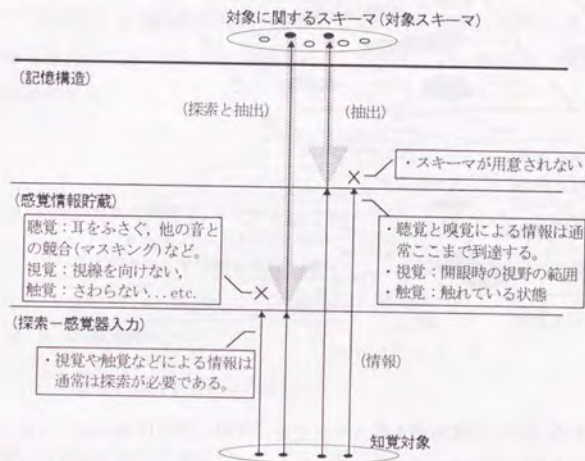 対象に関するスキーマ(対象スキーマ)
(記憶構造)
(探索と抽出)
(抽出)
・スキーマが用意されない
(感覚情報貯蔵)
聴覚：耳をふさぐ, 他の音と
の競合(マスキング)など。
視覚：視線を向けない,
触覚：さわらない...etc.
・聴覚と嗅覚による情報は通
常ここまで到達する。
・視覚：開眼時の視野の範囲
・触覚：触れている状態
(探索－感覚器入力)
・視覚や触覚などによる情報は
通常は探索が必要である。
(情報)
知覚対象